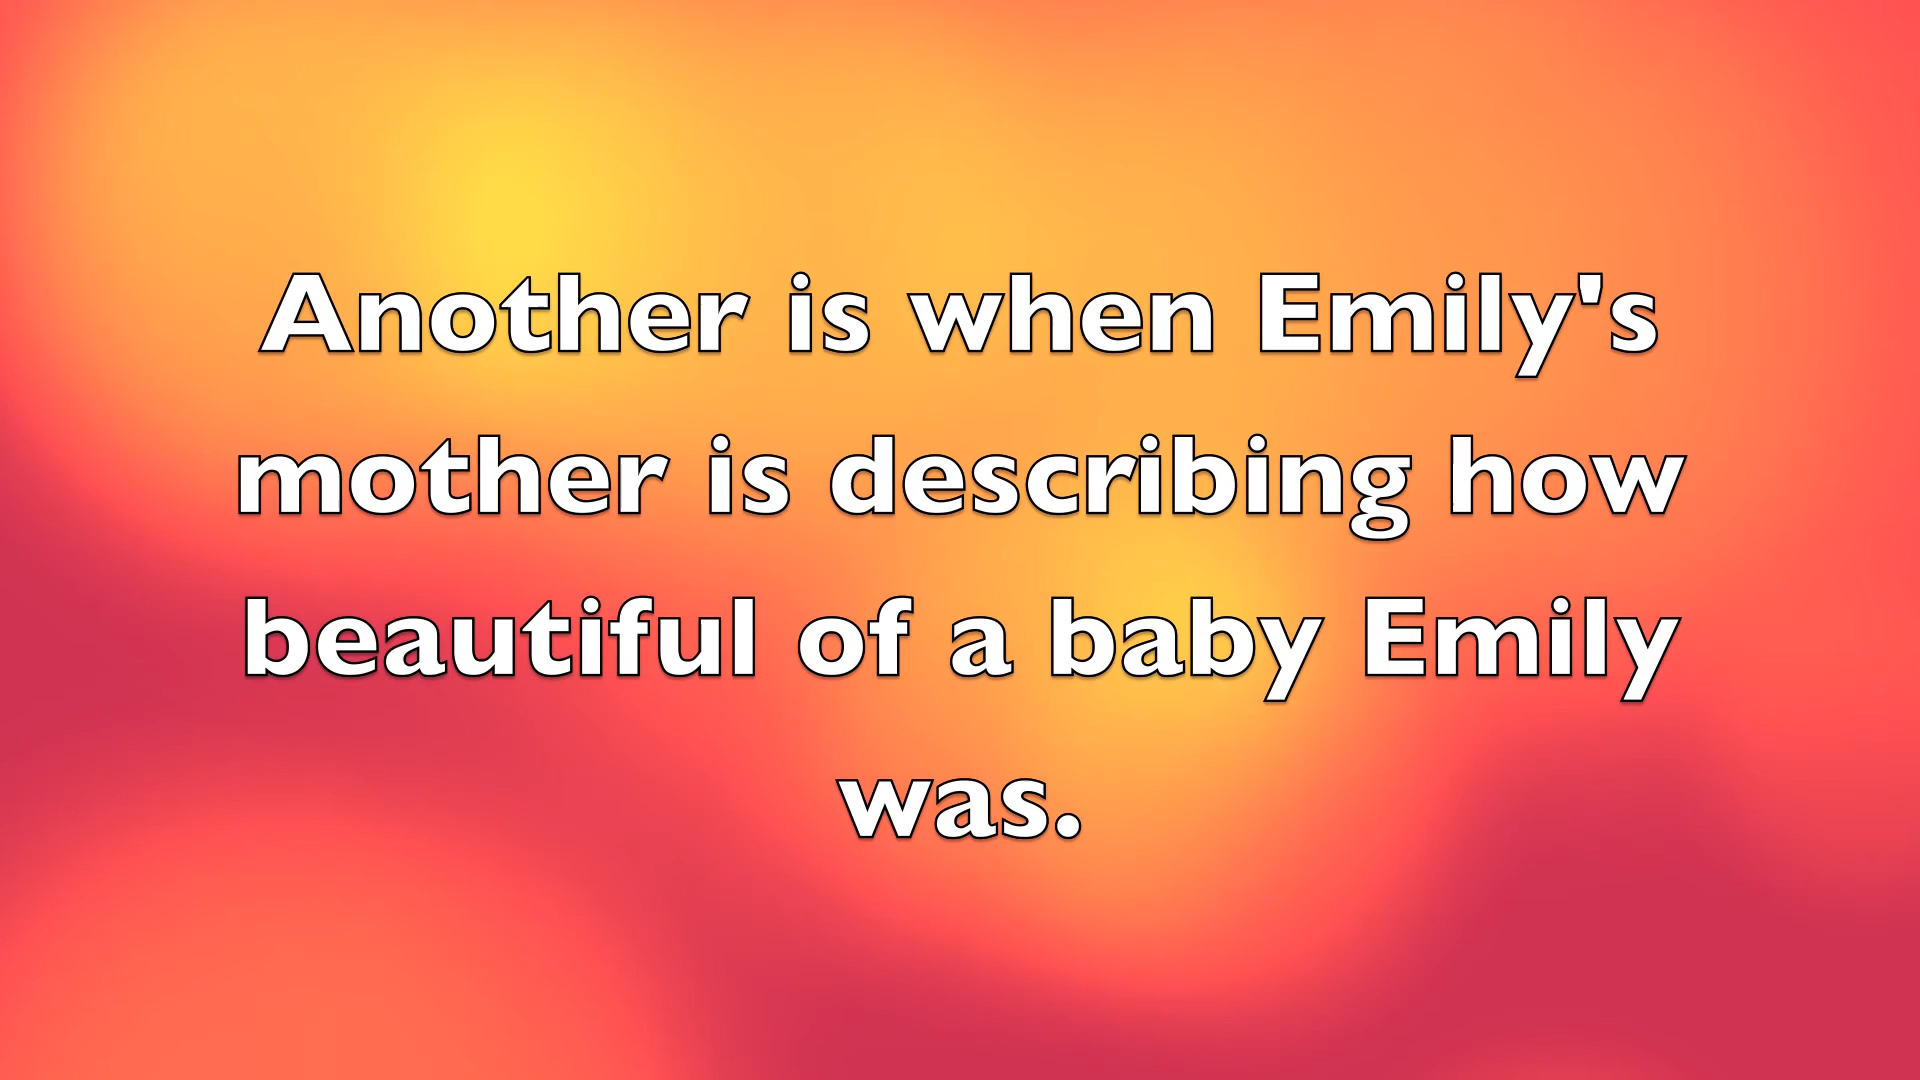 Another is when Emily's
mother is describing how
beautiful of a baby Emily
was.